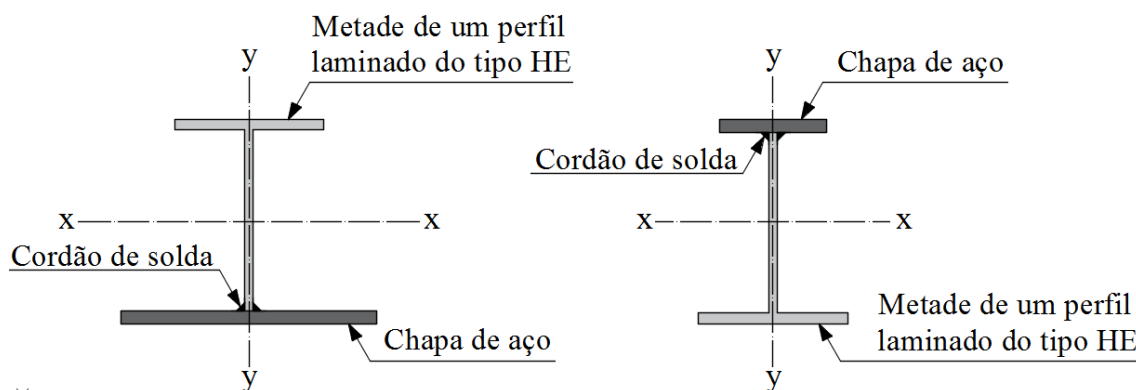 Metade de um perfil
laminado do tipo HE
y
x
x
Cordão de solda
Chapa de aço
y
y
Chapa de aço
Cordão de solda
x
x
Metade de um perfil
laminado do tipo HE
y